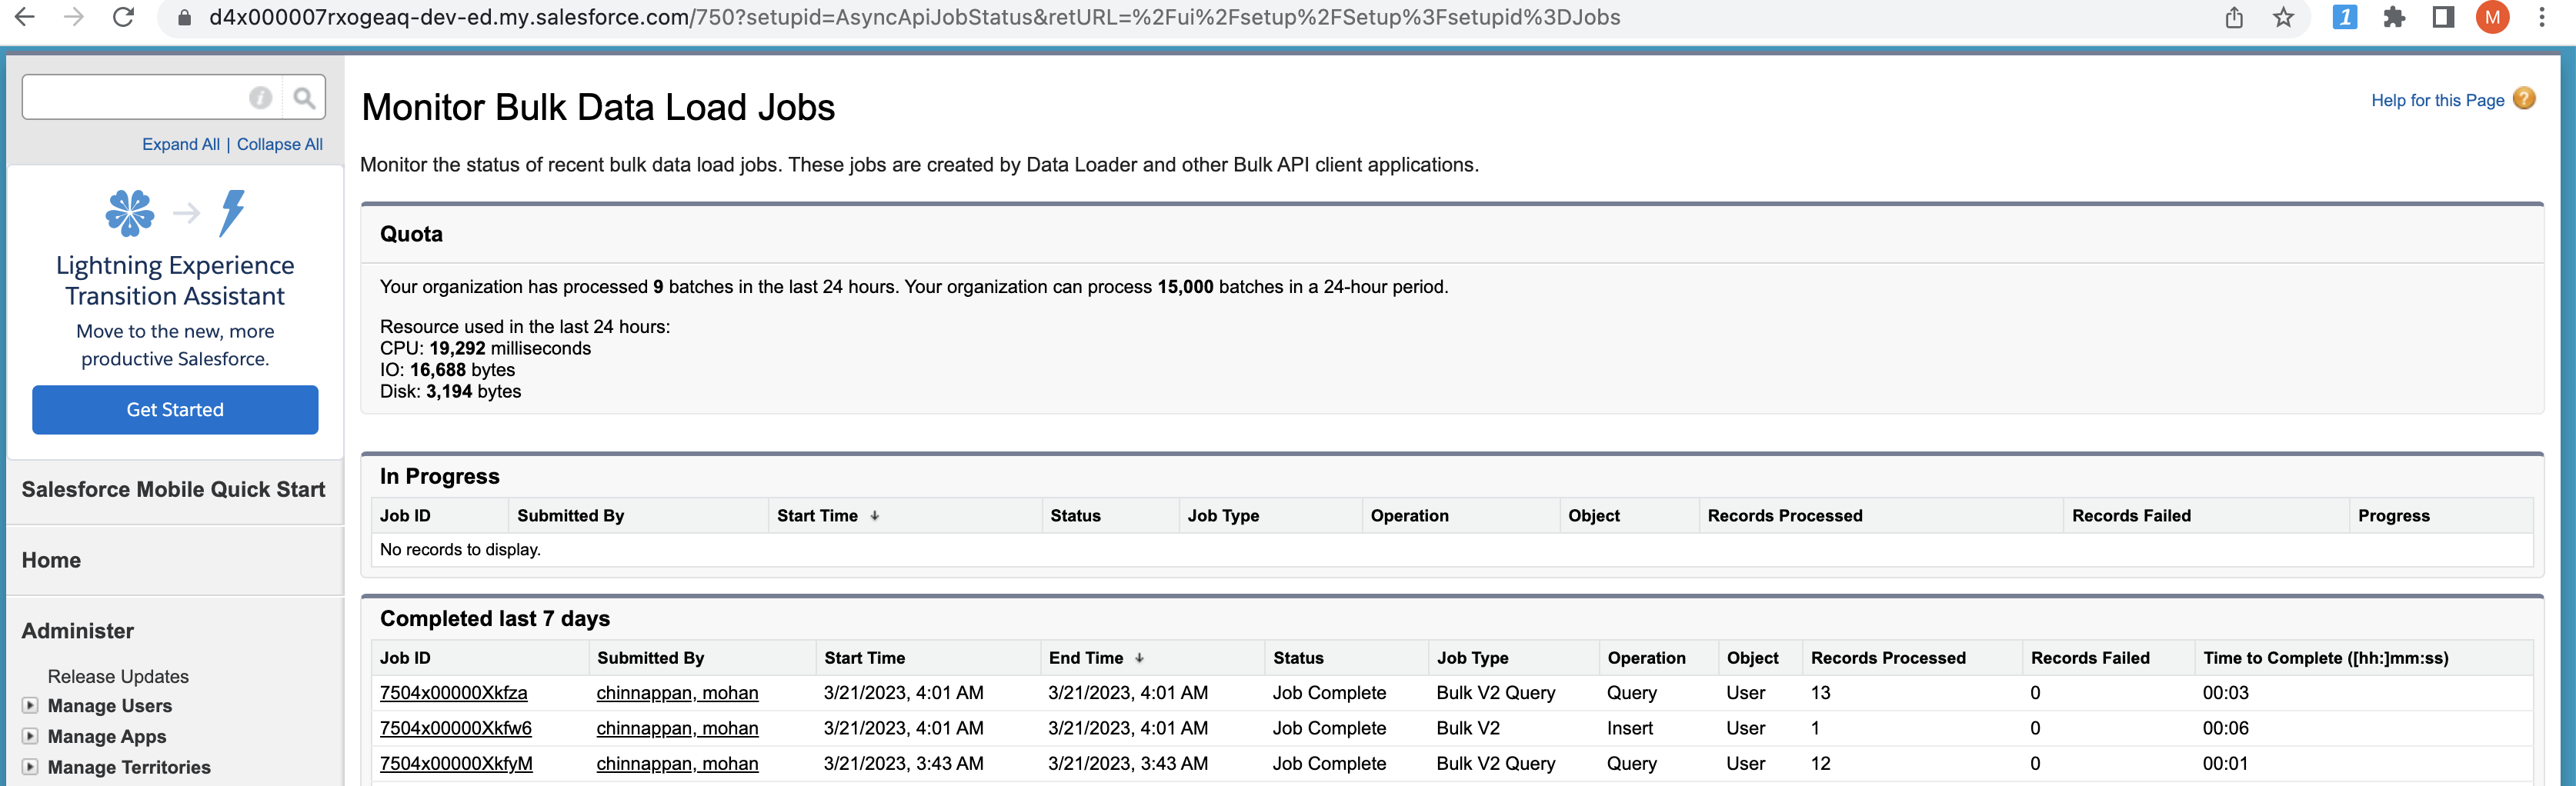 d4x000007rxogeaq-dev-ed.my.salesforce.com/750?setupid=AsyncApiJobStatus&retURL=%2Fui%2Fsetup%2FSetup%3Fsetupid%3DJobs
1
M
Expand All | Collapse All
Lightning Experience
Transition Assistant
Move to the new, more
productive Salesforce.
Get Started
Salesforce Mobile Quick Start
Home
Administer
Release Updates
Manage Users
Manage Apps
Manage Territories
Monitor Bulk Data Load Jobs
Help for this Page ?
Monitor the status of recent bulk data load jobs. These jobs are created by Data Loader and other Bulk API client applications.
Quota
Your organization has processed 9 batches in the last 24 hours. Your organization can process 15,000 batches in a 24-hour period.
Resource used in the last 24 hours:
CPU: 19,292 milliseconds
IO: 16,688 bytes
Disk: 3,194 bytes
In Progress
Job ID Submitted By Start Time Status Job Type Operation Object Records Processed Records Failed Progress
No records to display.
Completed last 7 days
Job ID Submitted By Start Time End Time Status Job Type Operation Object Records Processed Records Failed Time to Complete ([hh:]mm:ss)
7504x00000Xkfza chinnappan, mohan 3/21/2023, 4:01 AM 3/21/2023, 4:01 AM Job Complete Bulk V2 Query Query User 13 0 00:03
7504x00000Xkfw6 chinnappan, mohan 3/21/2023, 4:01 AM 3/21/2023, 4:01 AM Job Complete Bulk V2 Insert User 1 0 00:06
7504x00000XkfyM chinnappan, mohan 3/21/2023, 3:43 AM 3/21/2023, 3:43 AM Job Complete Bulk V2 Query Query User 12 0 00:01